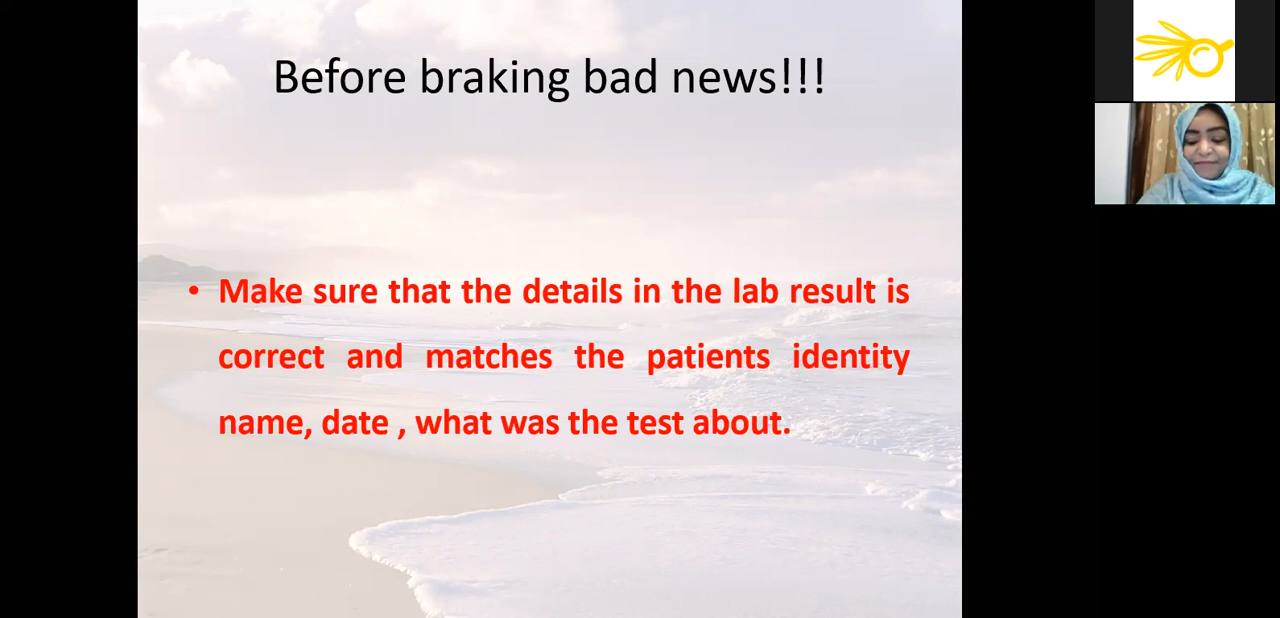 Before braking bad news!!!
• Make sure that the details in the lab result is
correct and matches the patients identity
name, date , what was the test about.